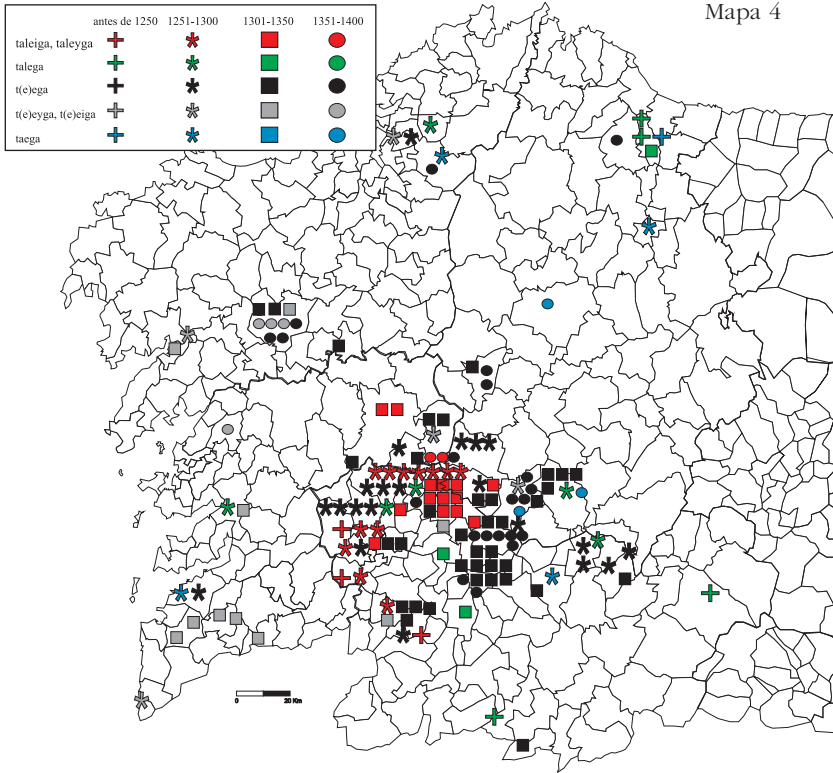 Mapa 4
antes de 1250 1251-1300 1301-1350 1351-1400
taleiga, taleyga
talega
t(e)ega
t(e)eyga, t(e)eiga
taega
0 20 Km